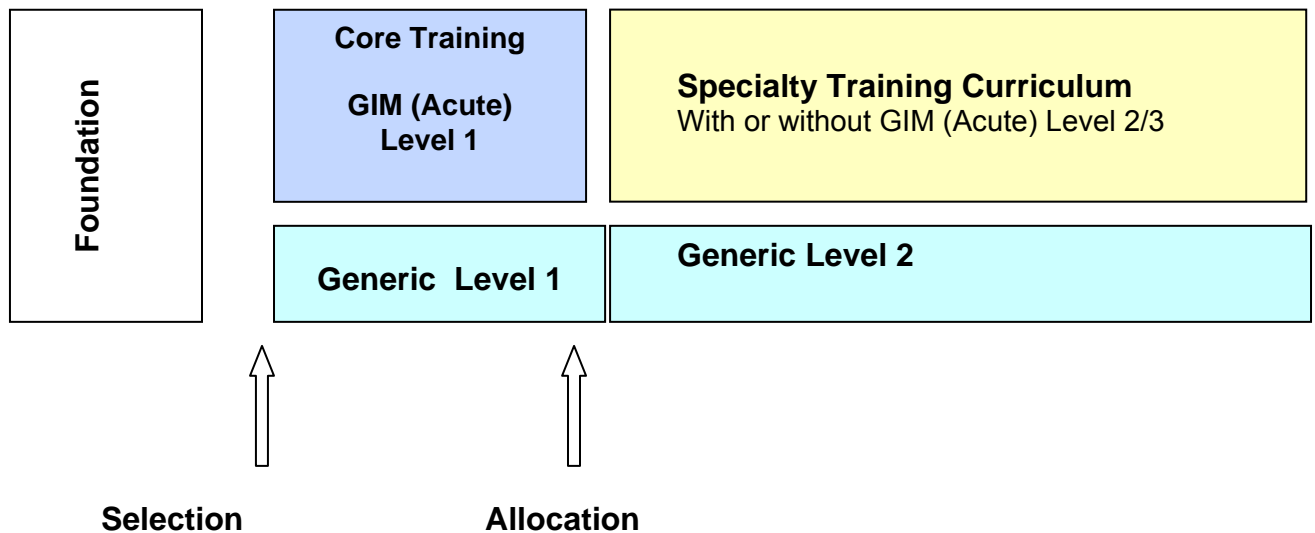 Foundation
Core Training
GIM (Acute)
Level 1
Specialty Training Curriculum
With or without GIM (Acute) Level 2/3
Generic Level 1
Generic Level 2
Selection
Allocation